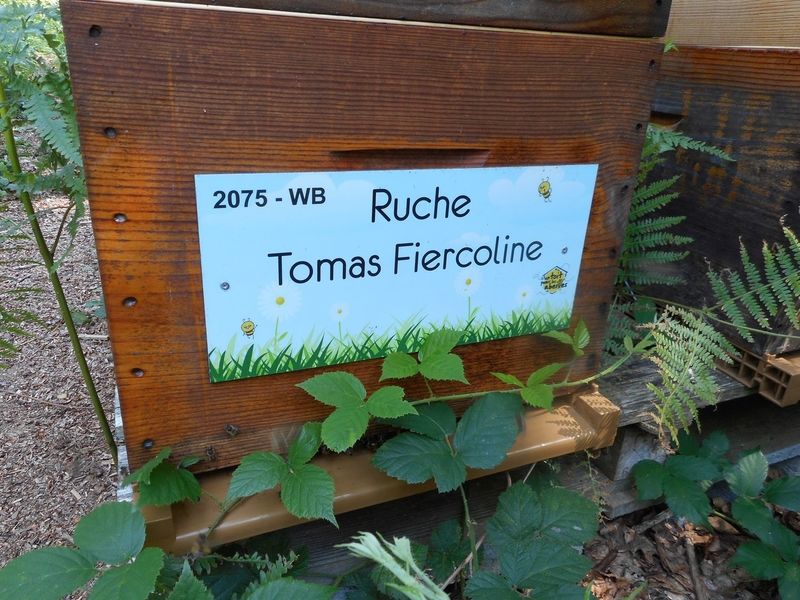 2075 - WB
Ruche
Tomas Fiercoline